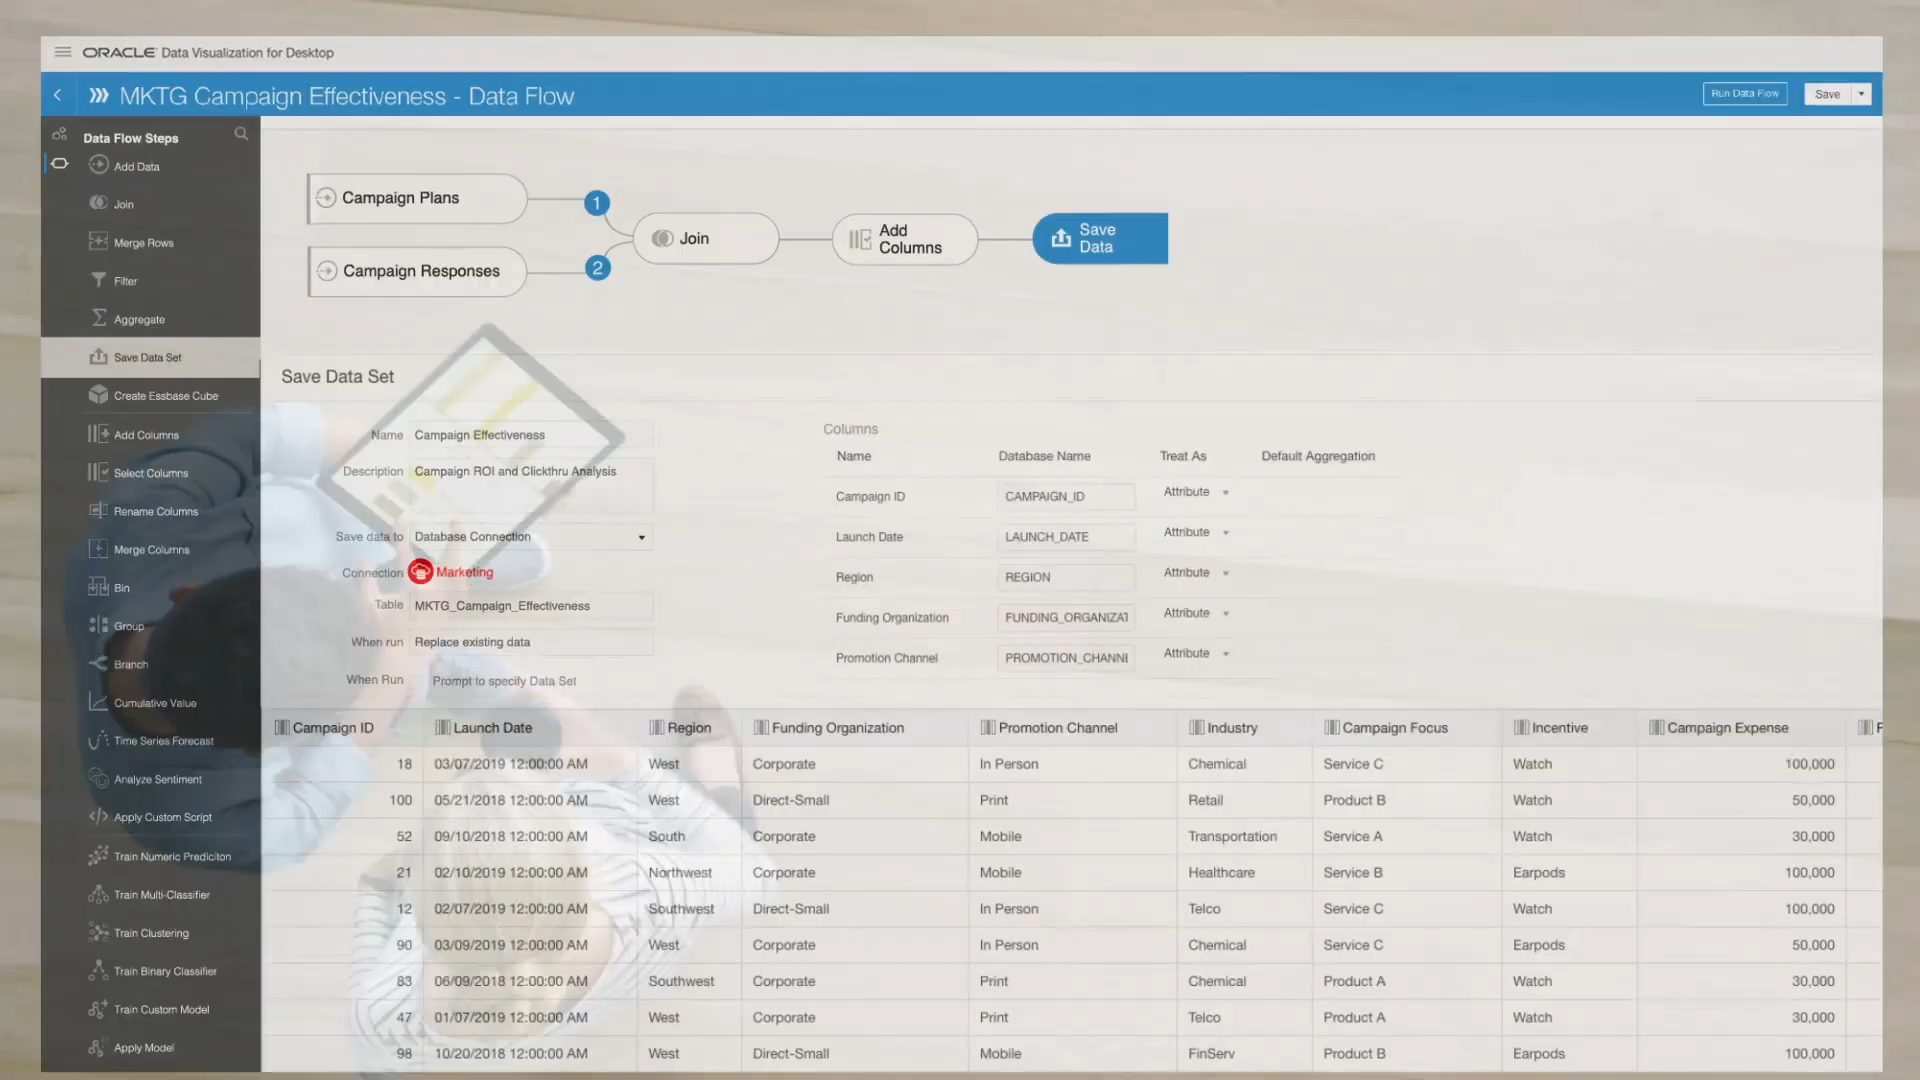 ORACLE Data Visualization for Desktop
MKTG Campaign Effectiveness - Data Flow
Run Data Flow
Save
Data Flow Steps
Add Data
Join
Merge Rows
Filter
Aggregate
Save Data Set
Create Essbase Cube
Add Columns
Select Columns
Rename Columns
Merge Columns
Bin
Group
Branch
Cumulative Value
Time Series Forecast
Analyze Sentiment
Apply Custom Script
Train Numeric Prediciton
Train Multi-Classifier
Train Clustering
Train Binary Classifier
Train Custom Model
Apply Model
Campaign Plans
1
Campaign Responses
2
Join
Add
Columns
Save
Data
Save Data Set
Name Campaign Effectiveness
Description Campaign ROI and Clickthru Analysis
Save data to Database Connection
Connection Marketing
Table MKTG_Campaign_Effectiveness
When run Replace existing data
When Run Prompt to specify Data Set
Columns
Name Database Name Treat As Default Aggregation
Campaign ID CAMPAIGN_ID Attribute
Launch Date LAUNCH_DATE Attribute
Region REGION Attribute
Funding Organization FUNDING_ORGANIZAT Attribute
Promotion Channel PROMOTION_CHANNE Attribute
Campaign ID Launch Date Region Funding Organization Promotion Channel Industry Campaign Focus Incentive Campaign Expense F
18 03/07/2019 12:00:00 AM West Corporate In Person Chemical Service C Watch 100,000
100 05/21/2018 12:00:00 AM West Direct-Small Print Retail Product B Watch 50,000
52 09/10/2018 12:00:00 AM South Corporate Mobile Transportation Service A Watch 30,000
21 02/10/2019 12:00:00 AM Northwest Corporate Mobile Healthcare Service B Earpods 100,000
12 02/07/2019 12:00:00 AM Southwest Direct-Small In Person Telco Service C Watch 100,000
90 03/09/2019 12:00:00 AM West Corporate In Person Chemical Service C Earpods 50,000
83 06/09/2018 12:00:00 AM Southwest Corporate Print Chemical Product A Watch 30,000
47 01/07/2019 12:00:00 AM West Corporate Print Telco Product A Watch 30,000
98 10/20/2018 12:00:00 AM West Direct-Small Mobile FinServ Product B Earpods 100,000